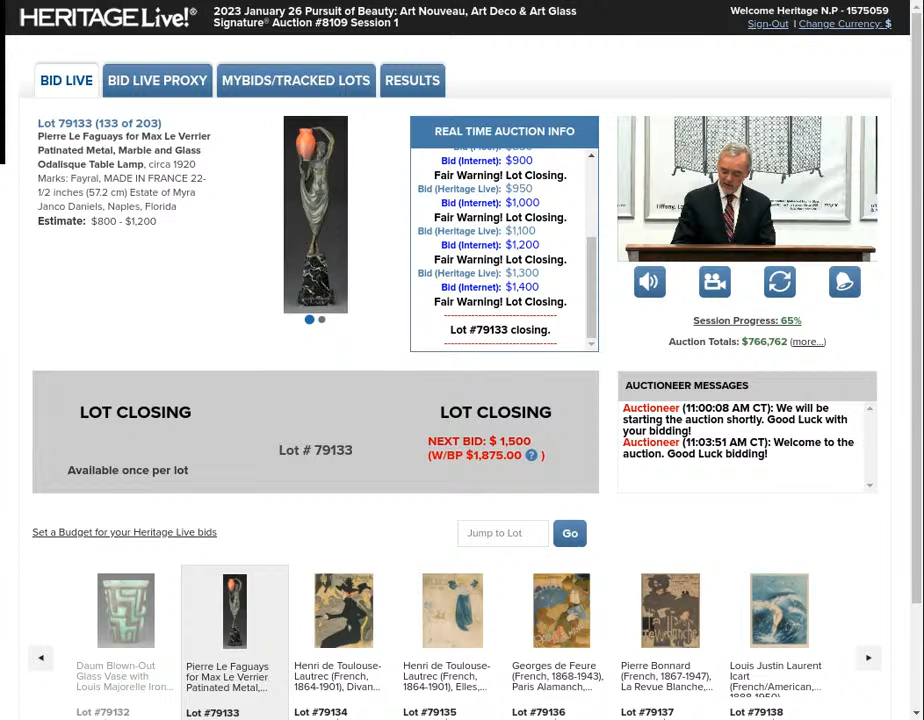 HERITAGE Live!®
2023 January 26 Pursuit of Beauty: Art Nouveau, Art Deco & Art Glass
Signature® Auction #8109 Session 1
Welcome Heritage N.P - 1575059
Sign-Out | Change Currency: $
BID LIVE
BID LIVE PROXY
MYBIDS/TRACKED LOTS
RESULTS
Lot 79133 (133 of 203)
Pierre Le Faguays for Max Le Verrier
Patinated Metal, Marble and Glass
Odalisque Table Lamp, circa 1920
Marks: Fayral, MADE IN FRANCE 22-
1/2 inches (57.2 cm) Estate of Myra
Janco Daniels, Naples, Florida
Estimate: $800 - $1,200
REAL TIME AUCTION INFO
Bid (Internet): $900
Fair Warning! Lot Closing.
Bid (Heritage Live): $950
Bid (Internet): $1,000
Fair Warning! Lot Closing.
Bid (Heritage Live): $1,100
Bid (Internet): $1,200
Fair Warning! Lot Closing.
Bid (Heritage Live): $1,300
Bid (Internet): $1,400
Fair Warning! Lot Closing.
--------------------------------
Lot #79133 closing.
--------------------------------
Tiffany
Session Progress: 65%
Auction Totals: $766,762 (more...)
LOT CLOSING
Available once per lot
Lot # 79133
LOT CLOSING
NEXT BID: $ 1,500
(W/BP $1,875.00 ? )
AUCTIONEER MESSAGES
Auctioneer (11:00:08 AM CT): We will be
starting the auction shortly. Good Luck with
your bidding!
Auctioneer (11:03:51 AM CT): Welcome to the
auction. Good Luck bidding!
Set a Budget for your Heritage Live bids
Jump to Lot
Go
Daum Blown-Out
Glass Vase with
Louis Majorelle Iron...
Lot #79132
Pierre Le Faguays
for Max Le Verrier
Patinated Metal,...
Lot #79133
Henri de Toulouse-
Lautrec (French,
1864-1901), Divan...
Lot #79134
Henri de Toulouse-
Lautrec (French,
1864-1901), Elles,...
Lot #79135
Georges de Feure
(French, 1868-1943),
Paris Alamanch,...
Lot #79136
Pierre Bonnard
(French, 1867-1947),
La Revue Blanche,...
Lot #79137
Louis Justin Laurent
Icart
(French/American,
1888-1950)
Lot #79138